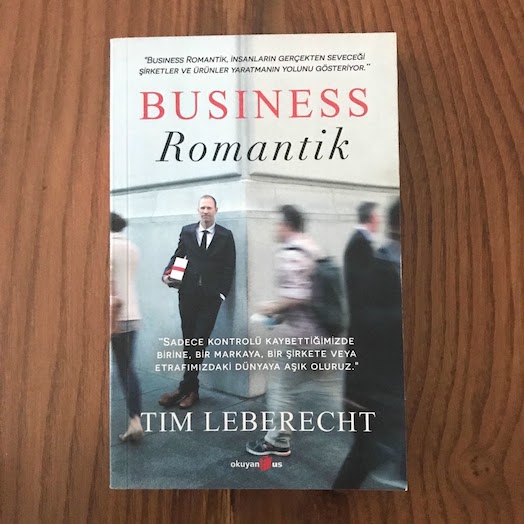 "BUSINESS ROMANTİK, İNSANLARIN GERÇEKTEN SEVECEĞİ
ŞİRKETLER VE ÜRÜNLER YARATMANIN YOLUNU GÖSTERİYOR."
BUSINESS
Romantik
"SADECE KONTROLÜ KAYBETTİĞİMİZDE
BİRİNE, BİR MARKAYA, BİR ŞİRKETE VEYA
ETRAFIMIZDAKİ DÜNYAYA AŞIK OLURUZ."
TIM LEBERECHT
okuyan us